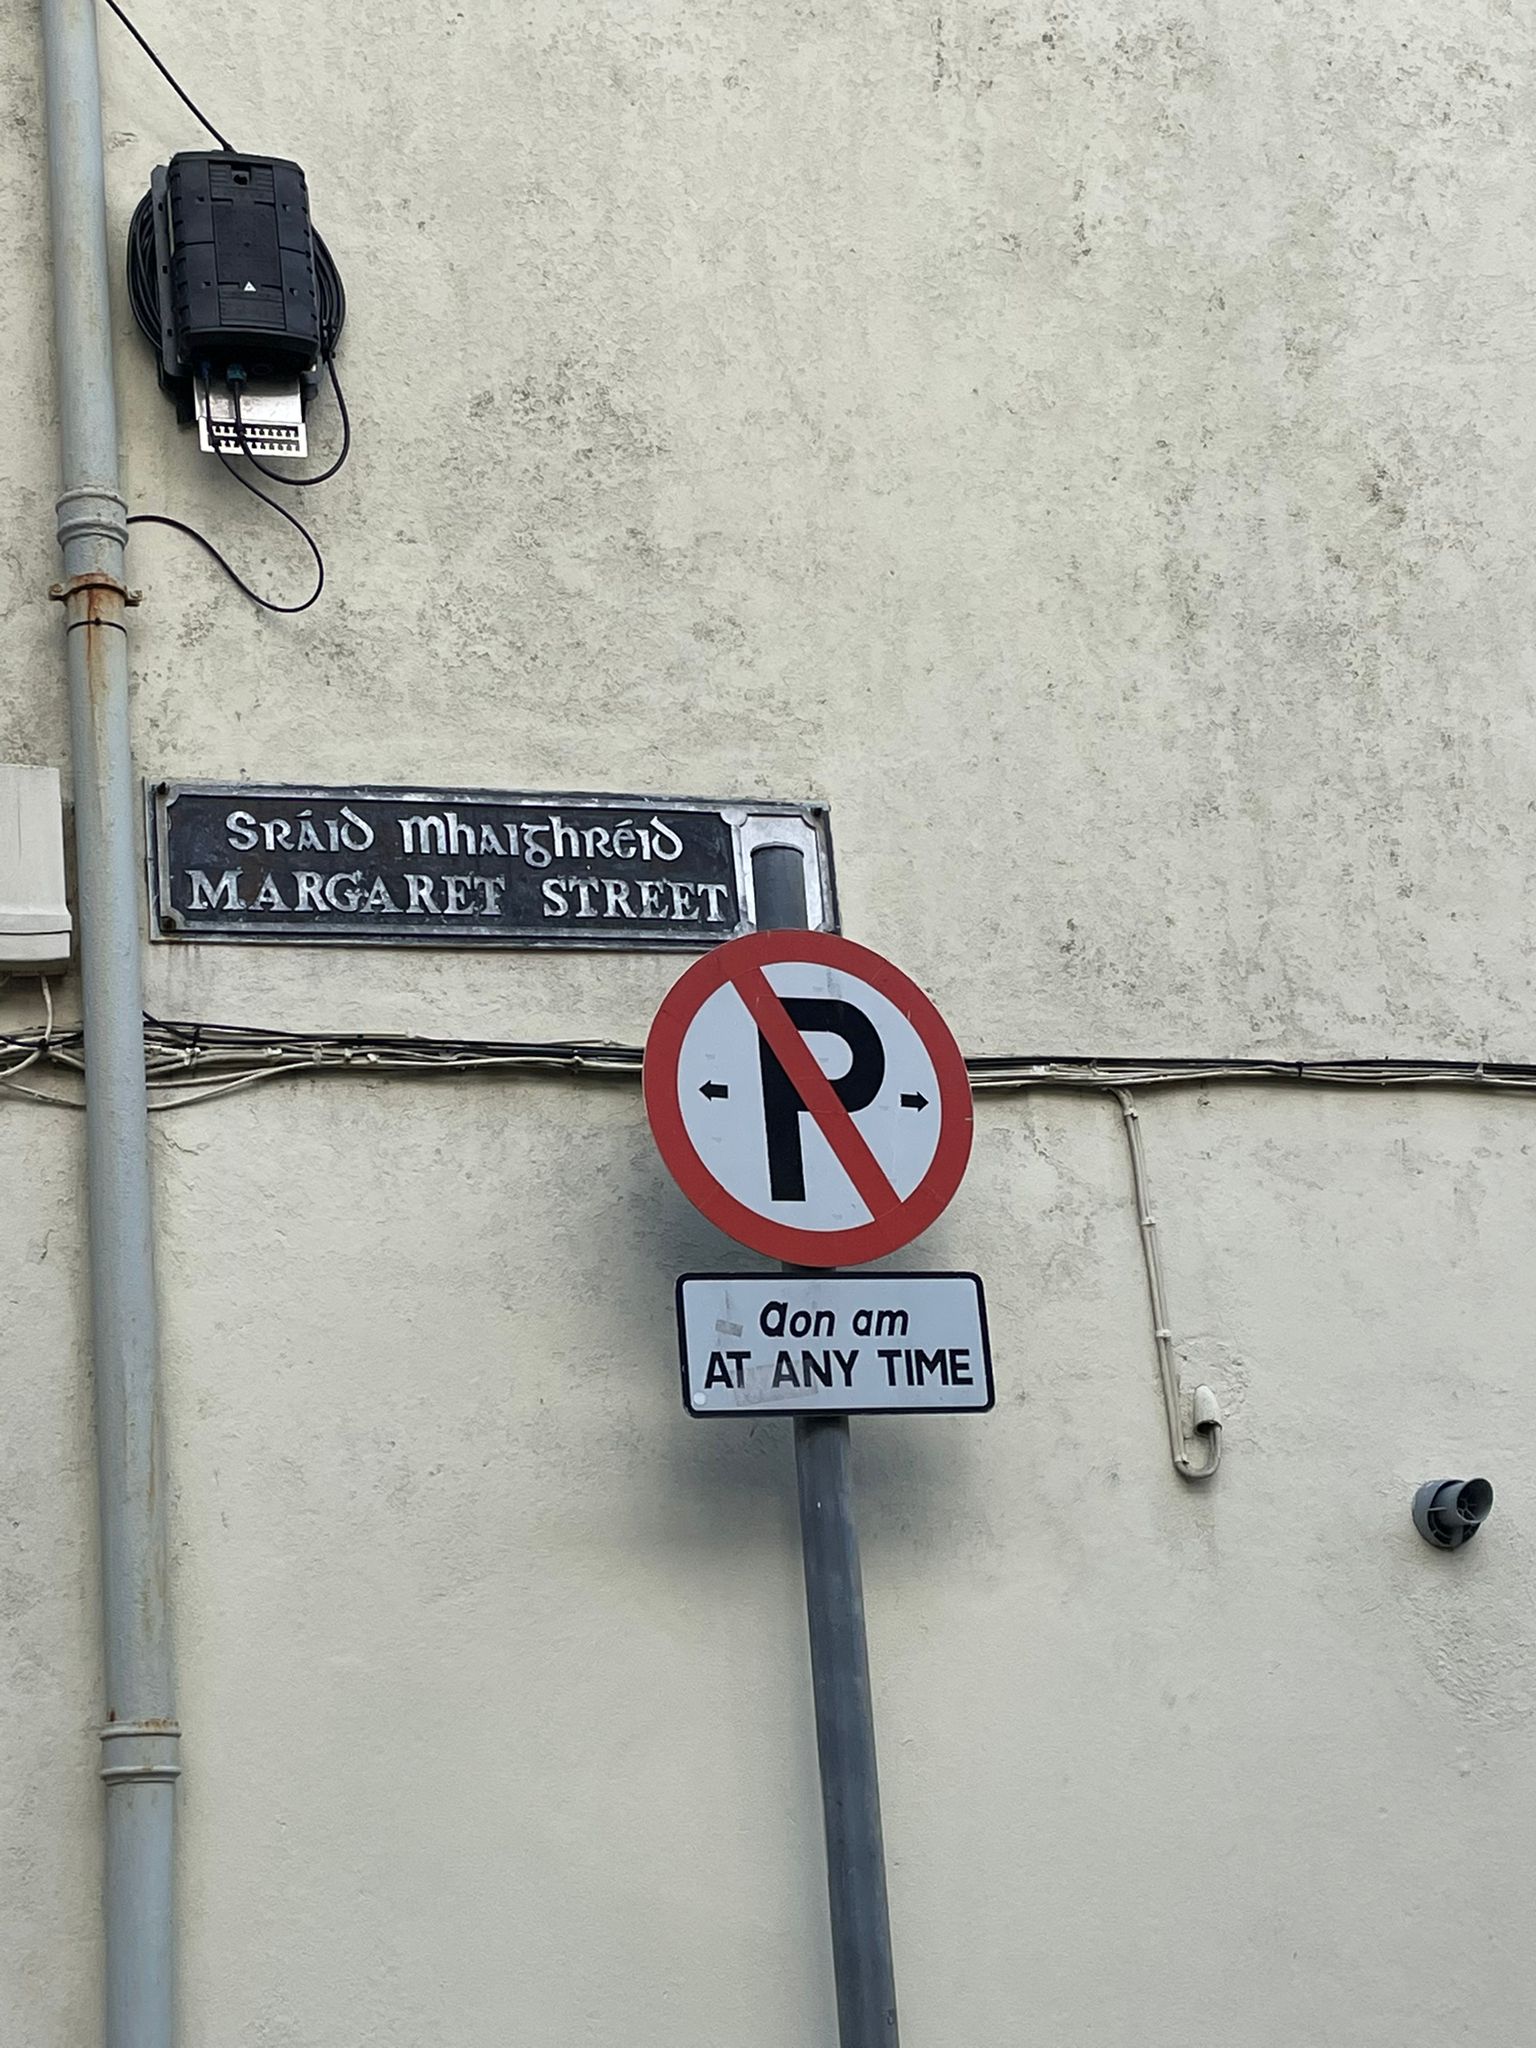 Sráid Mhaighréid
MARGARET STREET
P
aon am
AT ANY TIME